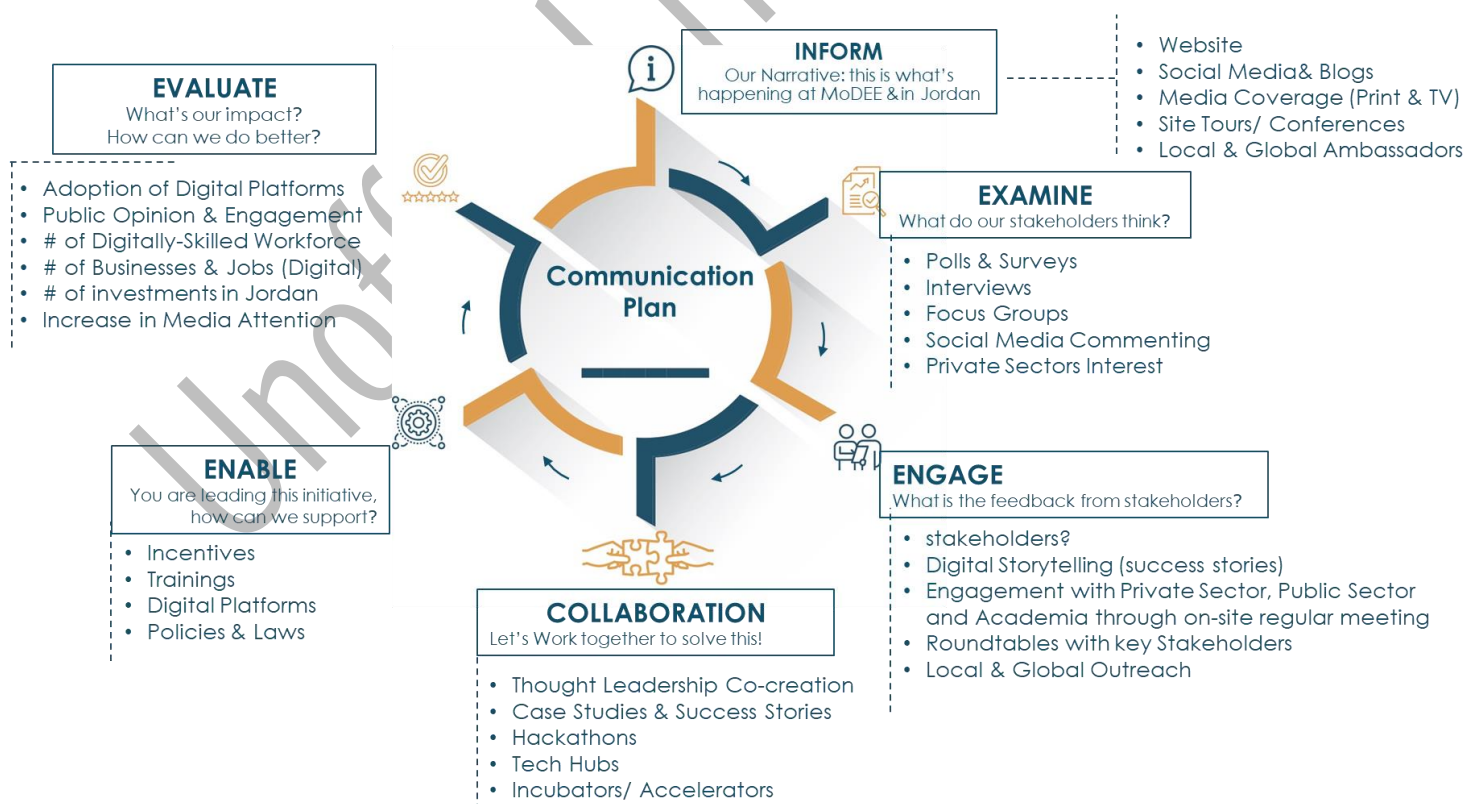 INFORM
Our Narrative: this is what's
happening at MoDEE & in Jordan
• Website
• Social Media& Blogs
• Media Coverage (Print & TV)
• Site Tours/ Conferences
• Local & Global Ambassadors
EXAMINE
What do our stakeholders think?
• Polls & Surveys
• Interviews
• Focus Groups
• Social Media Commenting
• Private Sectors Interest
ENGAGE
What is the feedback from stakeholders?
• stakeholders?
• Digital Storytelling (success stories)
• Engagement with Private Sector, Public Sector
and Academia through on-site regular meeting
• Roundtables with key Stakeholders
• Local & Global Outreach
COLLABORATION
Let's Work together to solve this!
• Thought Leadership Co-creation
• Case Studies & Success Stories
• Hackathons
• Tech Hubs
• Incubators/ Accelerators
ENABLE
You are leading this initiative,
how can we support?
• Incentives
• Trainings
• Digital Platforms
• Policies & Laws
EVALUATE
What's our impact?
How can we do better?
• Adoption of Digital Platforms
• Public Opinion & Engagement
• # of Digitally-Skilled Workforce
• # of Businesses & Jobs (Digital)
• # of investments in Jordan
• Increase in Media Attention
Communication
Plan